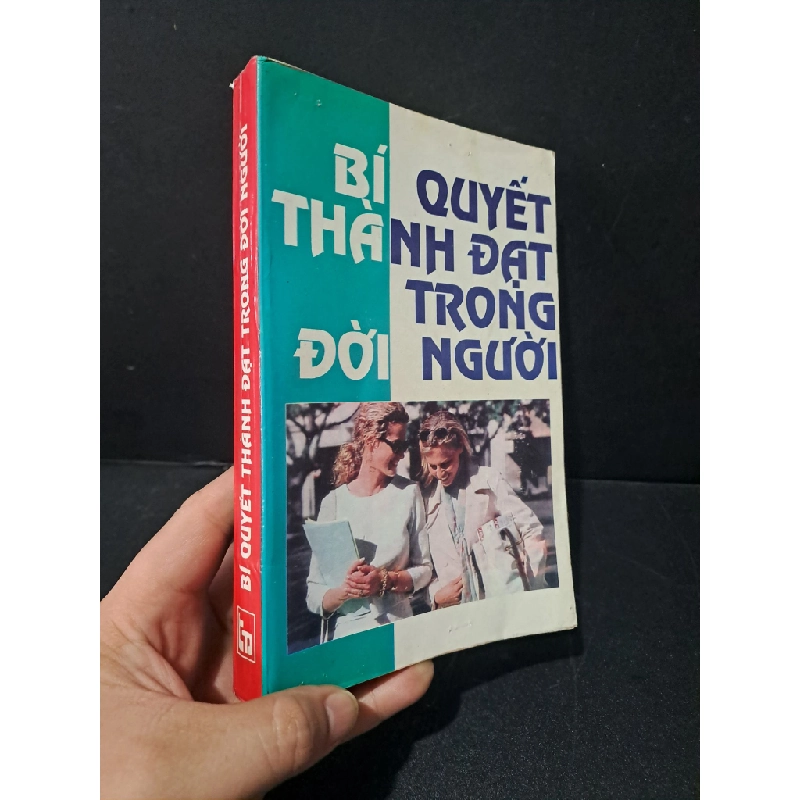 BÍ QUYẾT
THÀNH ĐẠT
TRONG
ĐỜI NGƯỜI
BÍ QUYẾT THÀNH ĐẠT TRONG ĐỜI NGƯỜI